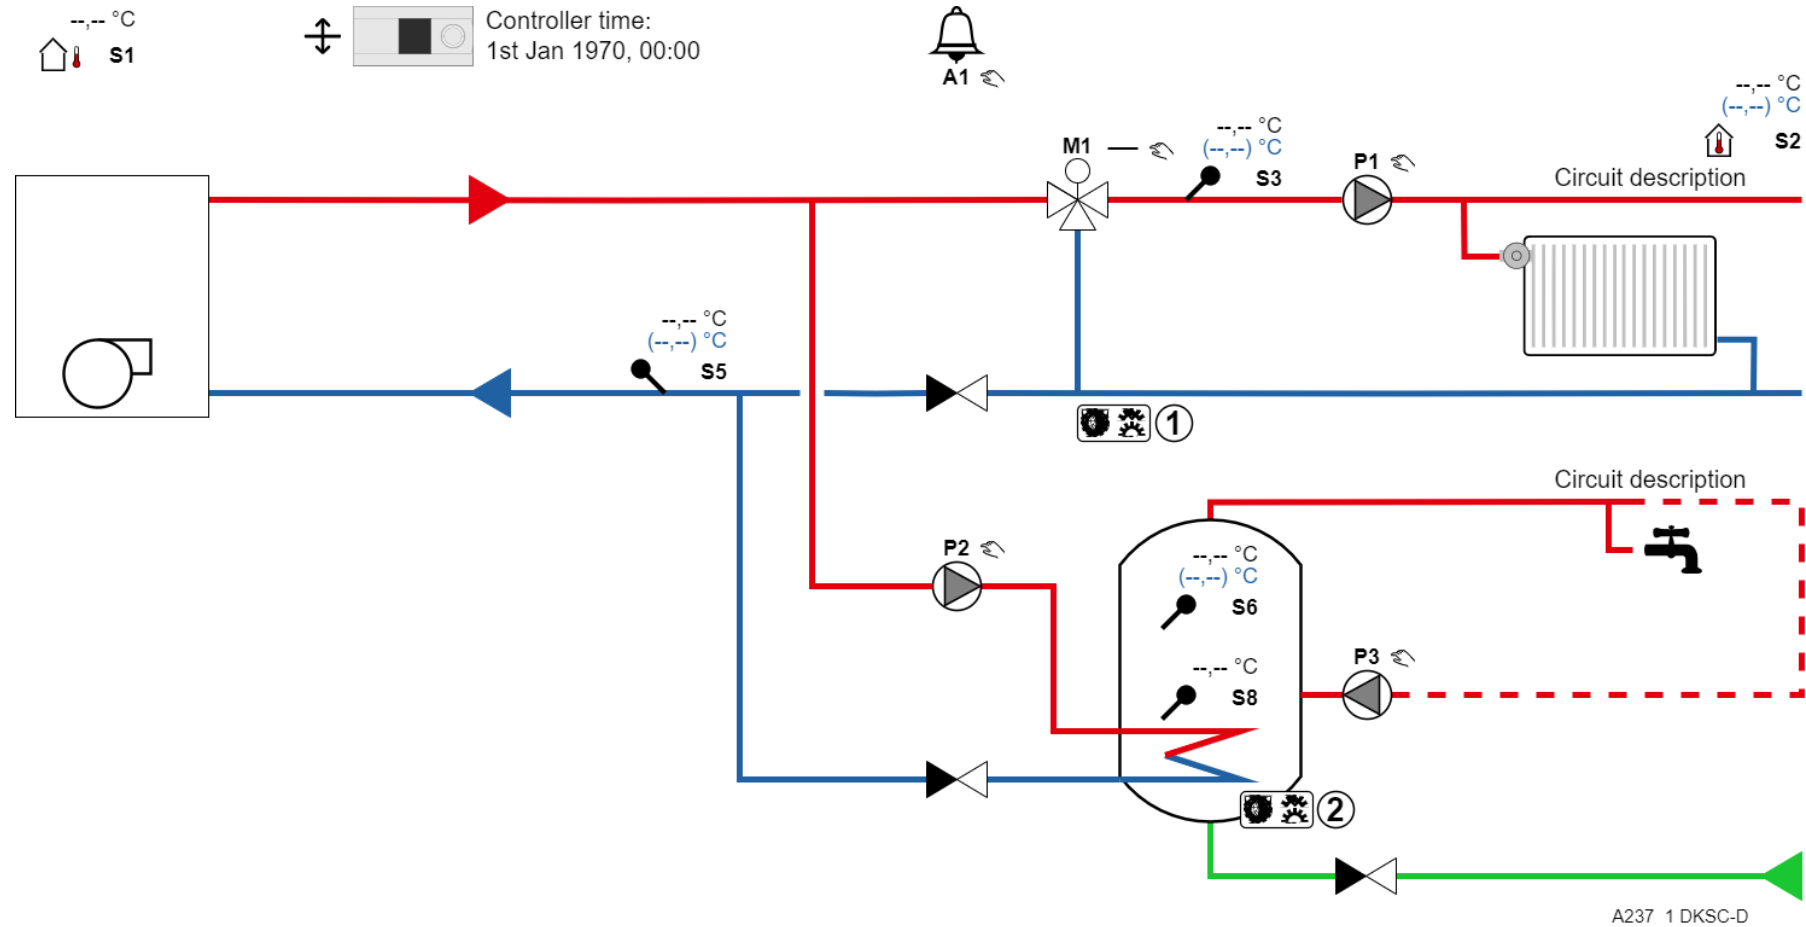 --,-- °C
S1
Controller time:
1st Jan 1970, 00:00
A1
--,-- °C
(--,--) °C
S2
M1
--,-- °C
(--,--) °C
S3
P1
Circuit description
--,-- °C
(--,--) °C
S5
1
Circuit description
P2
--,-- °C
(--,--) °C
S6
P3
--,-- °C
S8
2
A237 1 DKSC-D